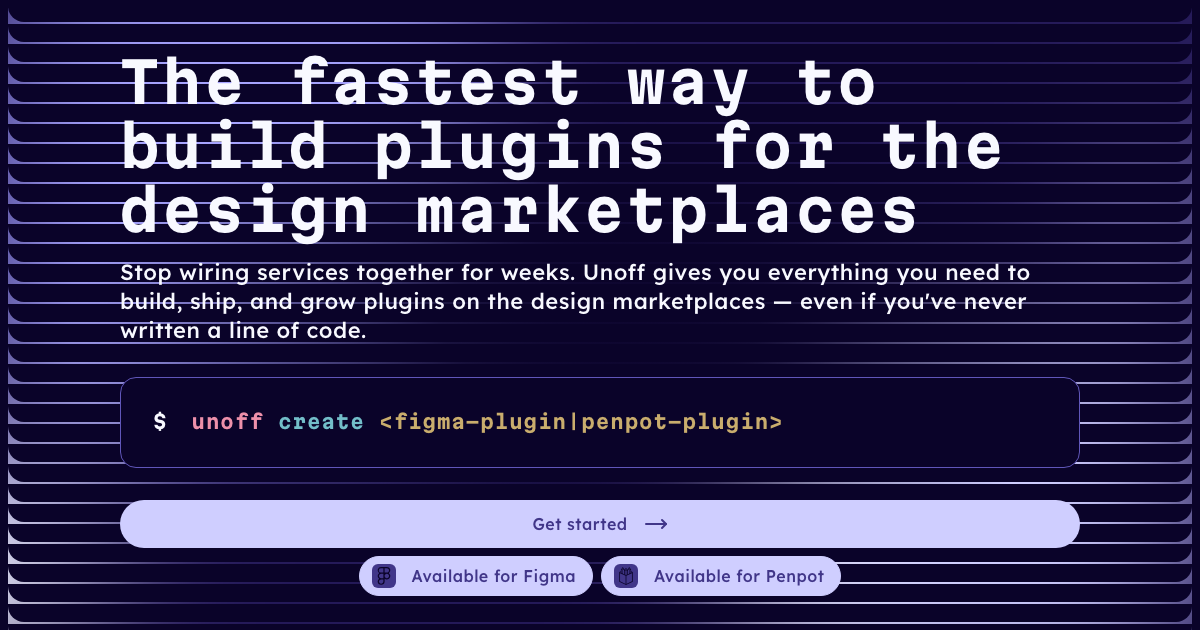 The fastest way to
build plugins for the
design marketplaces
Stop wiring services together for weeks. Unoff gives you everything you need to
build, ship, and grow plugins on the design marketplaces — even if you've never
written a line of code.
$ unoff create <figma-plugin|penpot-plugin>
Get started →
Available for Figma
Available for Penpot